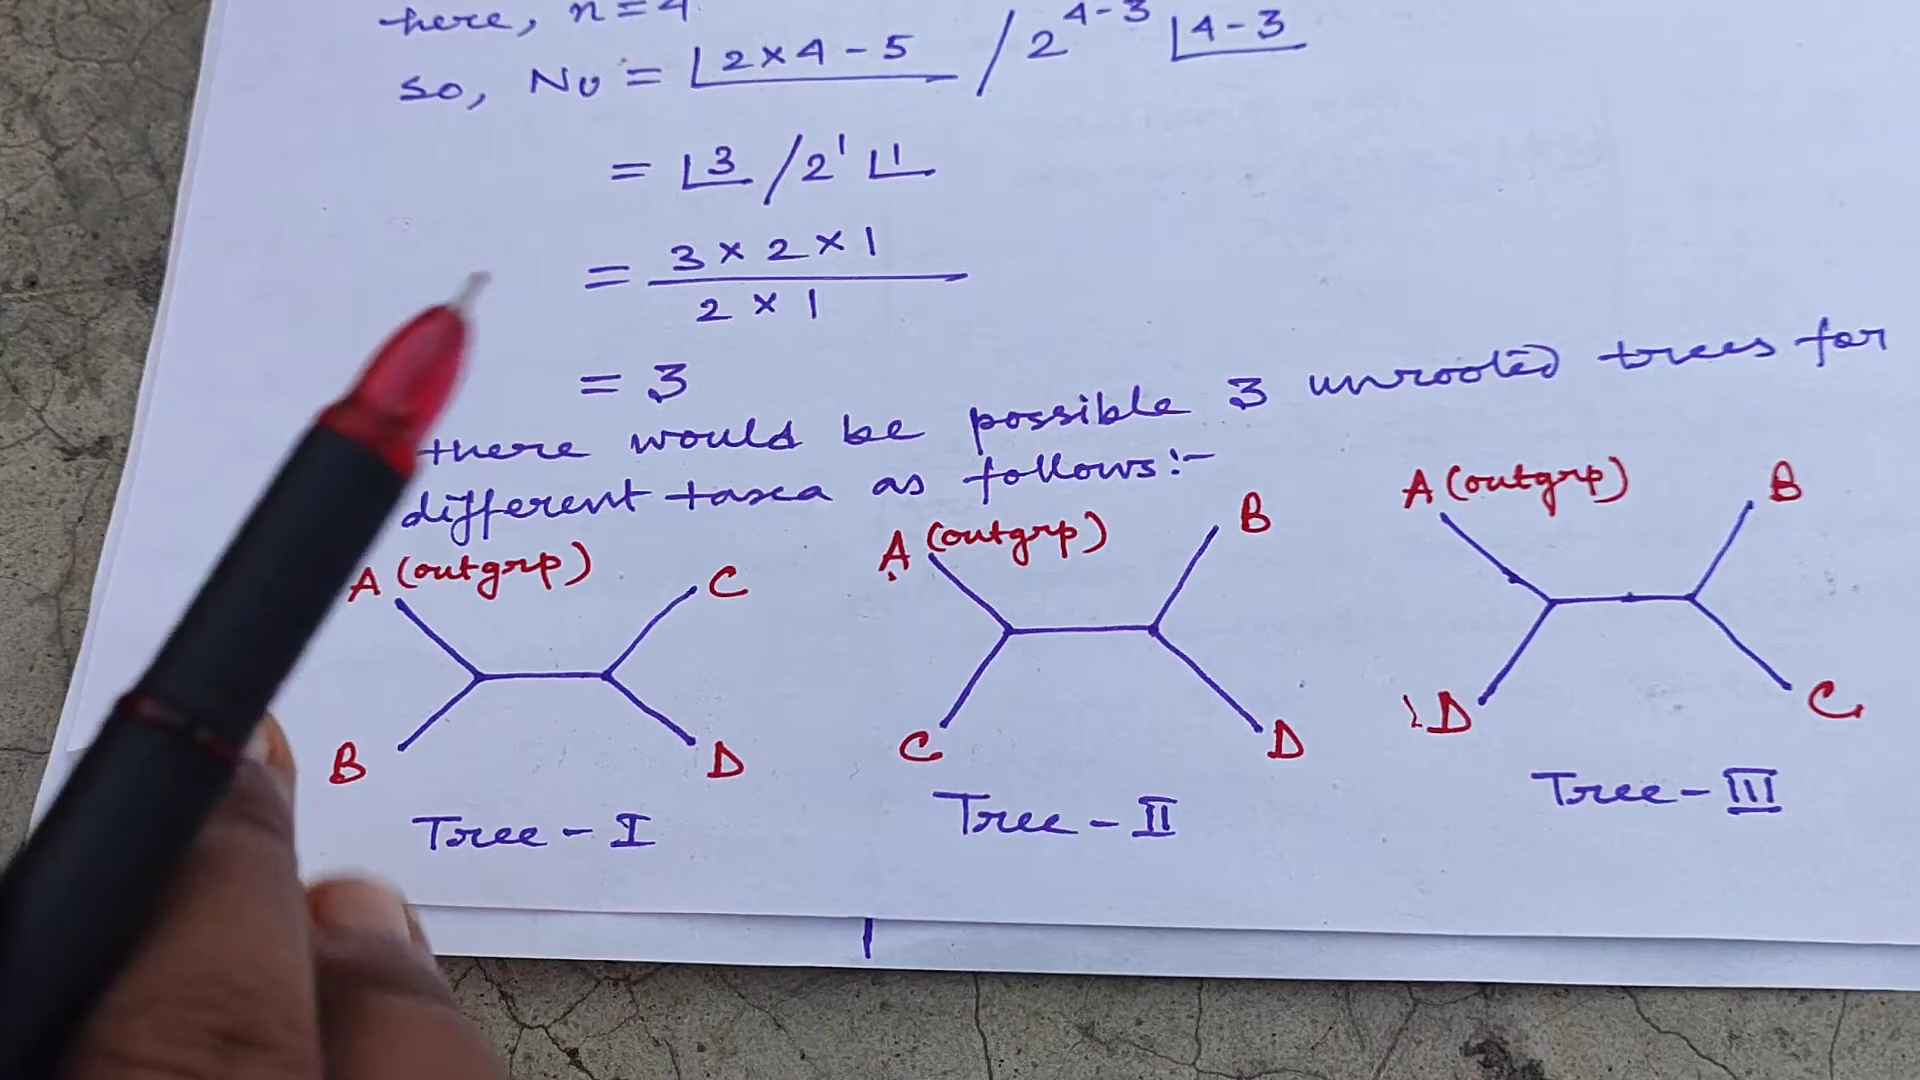 here, n = 4
so, Nu = ⌊2×4-5 / 2^4-3 ⌊4-3
= ⌊3 / 2^1 ⌊1
= 3 × 2 × 1
2 × 1
= 3
there would be possible 3 unrooted trees for
different taxa as follows:-
A (outgrp) C A (outgrp) B A (outgrp) B
B D C D D C
Tree - I Tree - II Tree - III